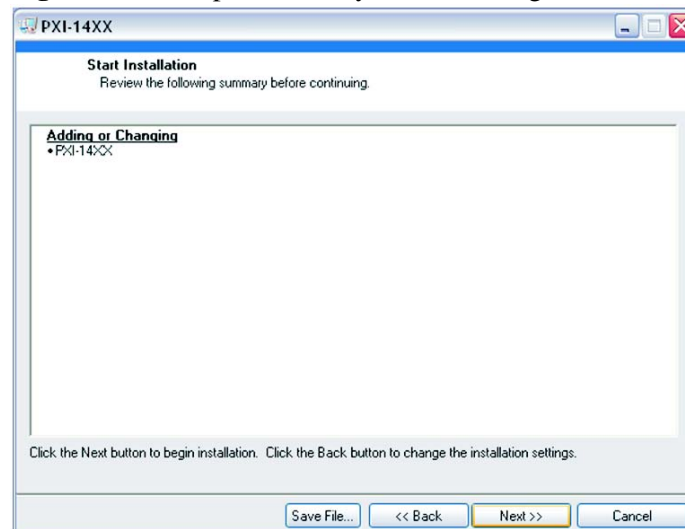 PXI-14XX
Start Installation
Review the following summary before continuing.
Adding or Changing
• PXI-14XX
Click the Next button to begin installation. Click the Back button to change the installation settings.
Save File... << Back Next >> Cancel